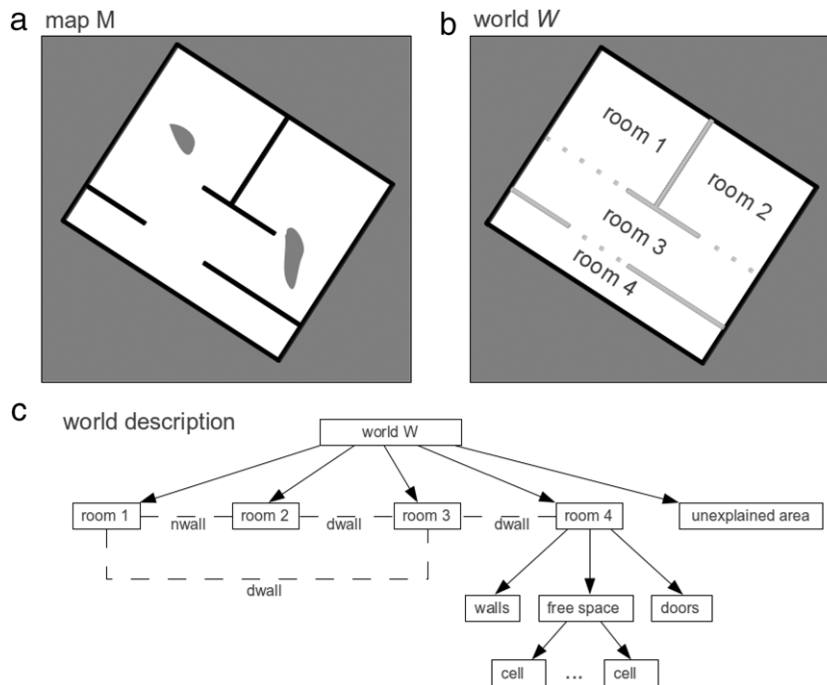 a map M
b world W
room 1
room 2
room 3
room 4
c world description
world W
room 1 nwall room 2 dwall room 3 dwall room 4 unexplained area
dwall
walls free space doors
cell ... cell